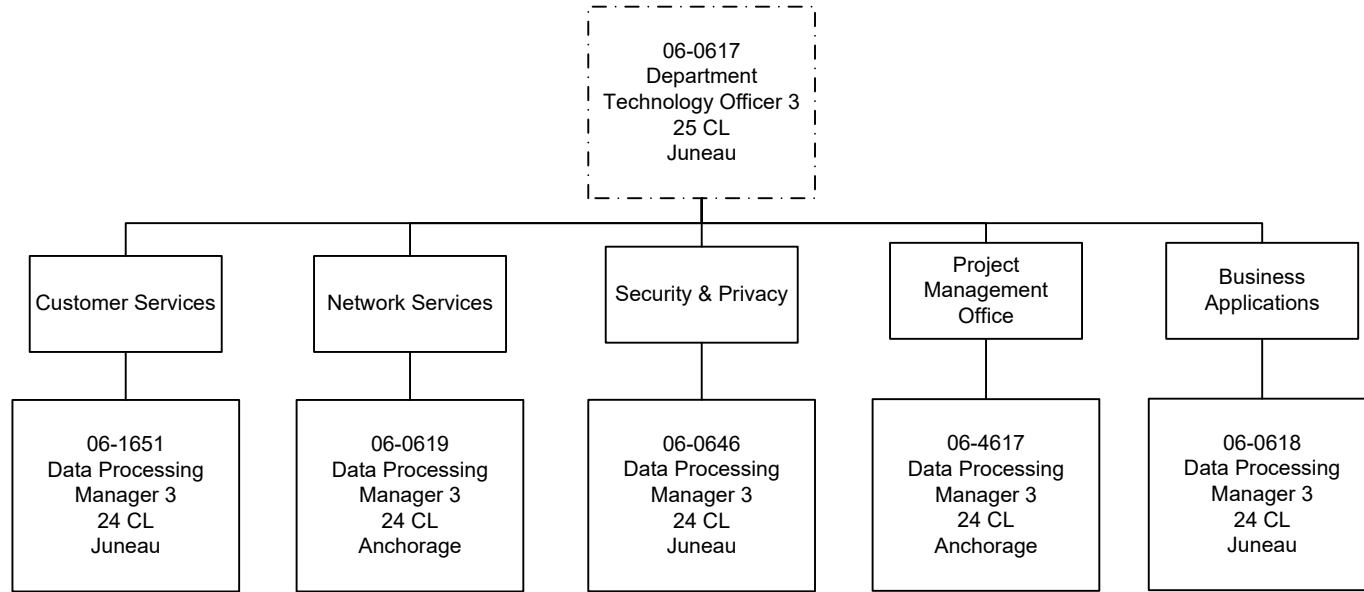 06-0617
Department
Technology Officer 3
25 CL
Juneau
Customer Services
Network Services
Security & Privacy
Project
Management
Office
Business
Applications
06-1651
Data Processing
Manager 3
24 CL
Juneau
06-0619
Data Processing
Manager 3
24 CL
Anchorage
06-0646
Data Processing
Manager 3
24 CL
Juneau
06-4617
Data Processing
Manager 3
24 CL
Anchorage
06-0618
Data Processing
Manager 3
24 CL
Juneau